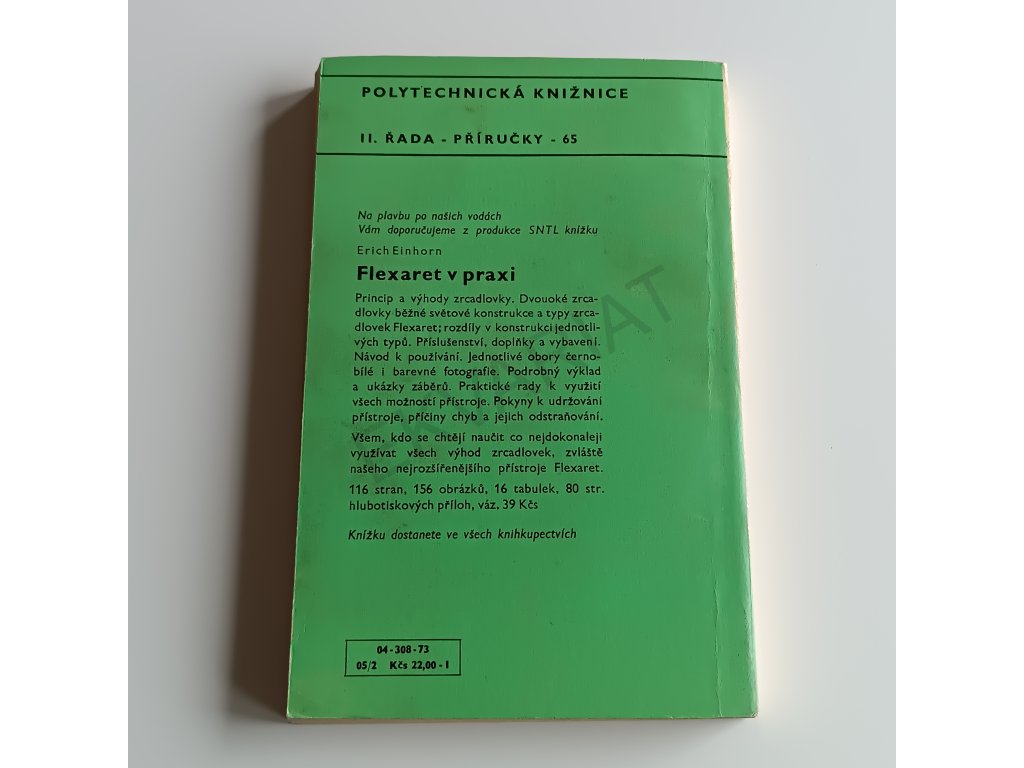 POLYTECHNICKÁ KNIŽNICE
II. ŘADA - PŘÍRUČKY - 65
Na plavbu po našich vodách
Vám doporučujeme z produkce SNTL knížku
Erich Einhorn
Flexaret v praxi
Princip a výhody zrcadlovky. Dvouoké zrca-
dlovky běžné světové konstrukce a typy zrca-
dlovek Flexaret; rozdíly v konstrukci jednotli-
vých typů. Příslušenství, doplňky a vybavení.
Návod k používání. Jednotlivé obory černo-
bílé i barevné fotografie. Podrobný výklad
a ukázky záběrů. Praktické rady k využití
všech možností přístroje. Pokyny k udržování
přístroje, příčiny chyb a jejich odstraňování.
Všem, kdo se chtějí naučit co nejdokonaleji
využívat všech výhod zrcadlovek, zvláště
našeho nejrozšířenějšího přístroje Flexaret.
116 stran, 156 obrázků, 16 tabulek, 80 str.
hlubotiskových příloh, váz. 39 Kčs
Knížku dostanete ve všech knihkupectvích
04-308-73
05/2 Kčs 22,00-I